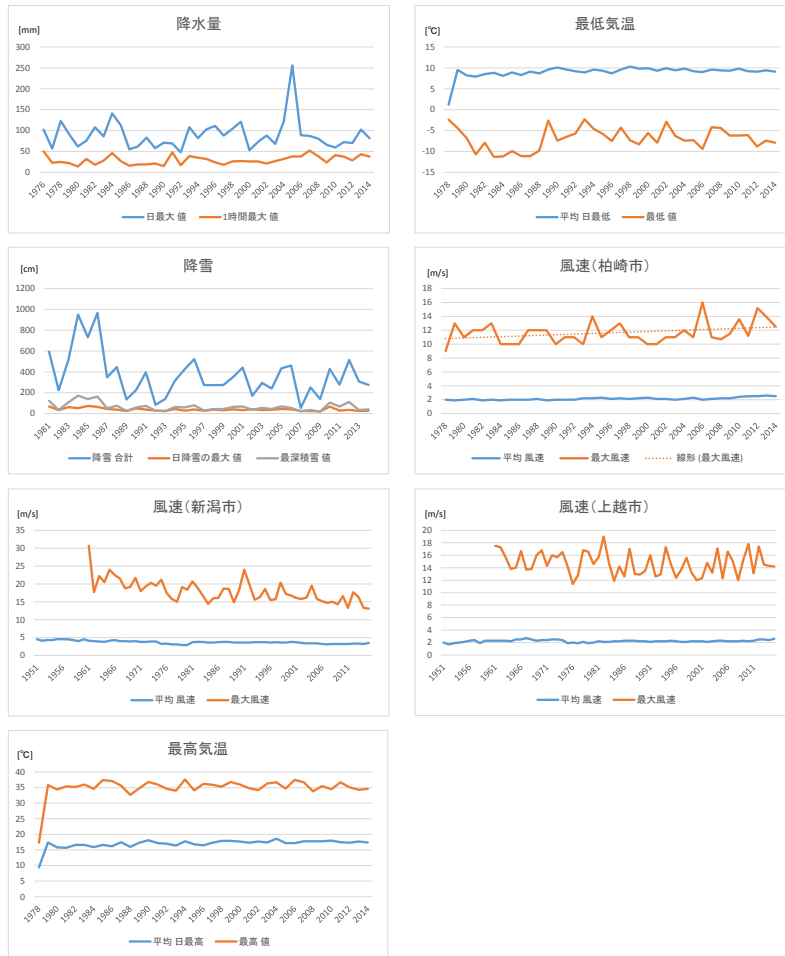 降水量
[mm]
300
250
200
150
100
50
0
1976 1978 1980 1982 1984 1986 1988 1990 1992 1994 1996 1998 2000 2002 2004 2006 2008 2010 2012 2014
日最大 値 1時間最大 値
最低気温
[℃]
15
10
5
0
-5
-10
-15
1978 1980 1982 1984 1986 1988 1990 1992 1994 1996 1998 2000 2002 2004 2006 2008 2010 2012 2014
平均 日最低 最低 値
降雪
[cm]
1200
1000
800
600
400
200
0
1981 1983 1985 1987 1989 1991 1993 1995 1997 1999 2001 2003 2005 2007 2009 2011 2013
降雪 合計 日降雪の最大 値 最深積雪 値
風速(柏崎市)
[m/s]
18
16
14
12
10
8
6
4
2
0
1978 1980 1982 1984 1986 1988 1990 1992 1994 1996 1998 2000 2002 2004 2006 2008 2010 2012 2014
平均 風速 最大風速 線形 (最大風速)
風速(新潟市)
[m/s]
35
30
25
20
15
10
5
0
1951 1956 1961 1966 1971 1976 1981 1986 1991 1996 2001 2006 2011
平均 風速 最大風速
風速(上越市)
[m/s]
20
18
16
14
12
10
8
6
4
2
0
1951 1956 1961 1966 1971 1976 1981 1986 1991 1996 2001 2006 2011
平均 風速 最大風速
最高気温
[℃]
40
35
30
25
20
15
10
5
0
1978 1980 1982 1984 1986 1988 1990 1992 1994 1996 1998 2000 2002 2004 2006 2008 2010 2012 2014
平均 日最高 最高 値